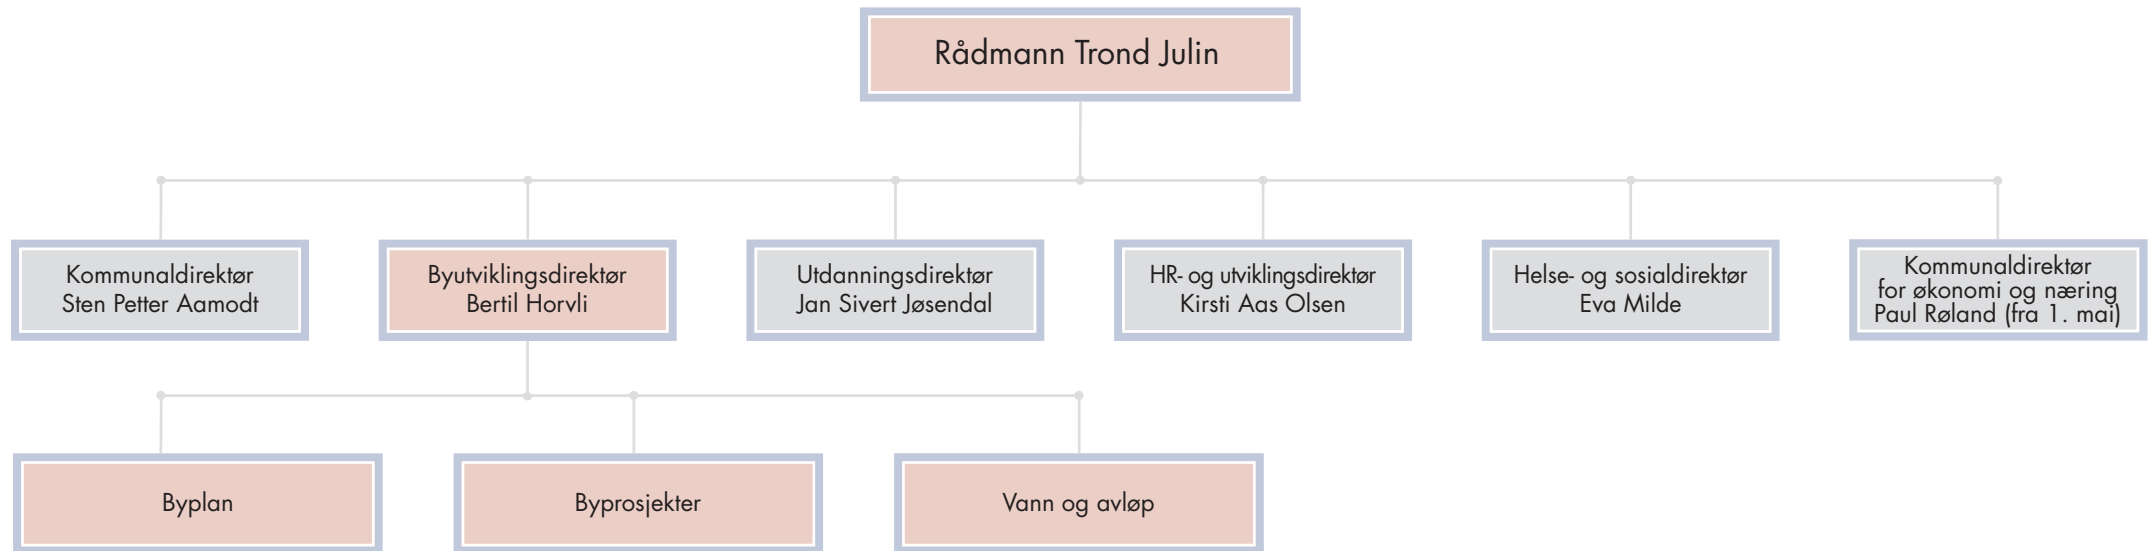 Rådmann Trond Julin
Kommunaldirektør
Sten Petter Aamodt
Byutviklingsdirektør
Bertil Horvli
Utdanningsdirektør
Jan Sivert Jøsendal
HR- og utviklingsdirektør
Kirsti Aas Olsen
Helse- og sosialdirektør
Eva Milde
Kommunaldirektør
for økonomi og næring
Paul Røland (fra 1. mai)
Byplan
Byprosjekter
Vann og avløp